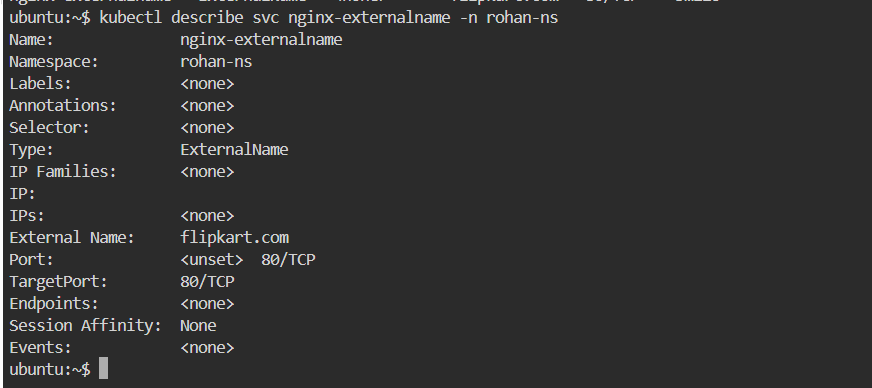 ubuntu:~$ kubectl describe svc nginx-externalname -n rohan-ns
Name:              nginx-externalname
Namespace:         rohan-ns
Labels:            <none>
Annotations:       <none>
Selector:          <none>
Type:              ExternalName
IP Families:       <none>
IP:
IPs:               <none>
External Name:     flipkart.com
Port:              <unset>  80/TCP
TargetPort:        80/TCP
Endpoints:         <none>
Session Affinity:  None
Events:            <none>
ubuntu:~$